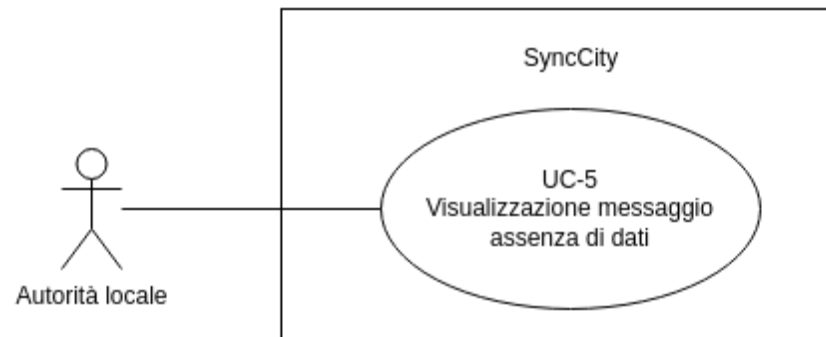 SyncCity
UC-5
Visualizzazione messaggio
assenza di dati
Autorità locale